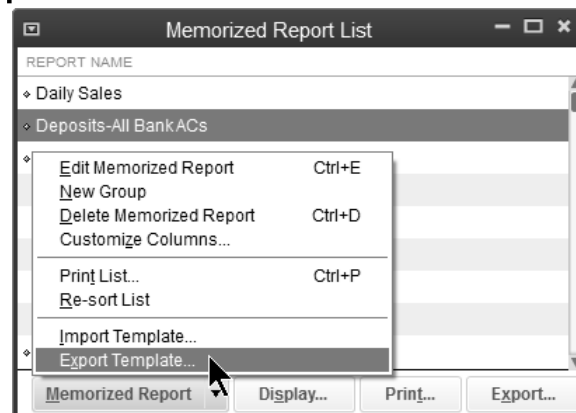 Memorized Report List
REPORT NAME
Daily Sales
Deposits-All Bank ACs
Edit Memorized Report Ctrl+E
New Group
Delete Memorized Report Ctrl+D
Customize Columns...
Print List... Ctrl+P
Re-sort List
Import Template...
Export Template...
Memorized Report Display... Print... Export...